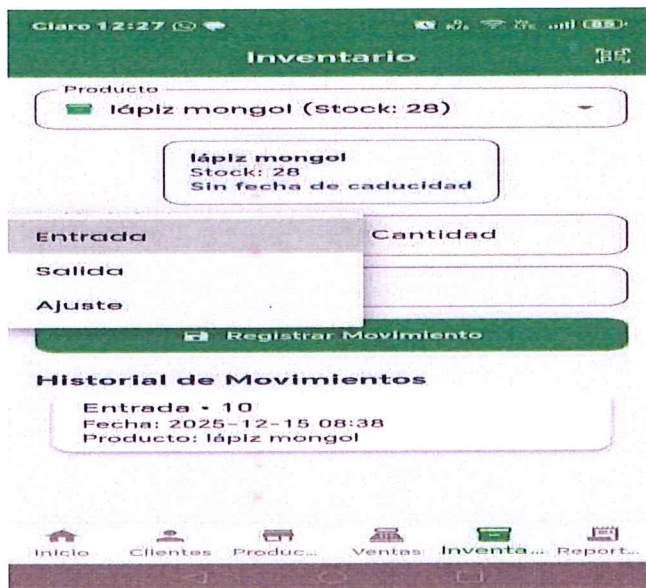 Claro 12:27
85
Inventario
Producto
lápiz mongol (Stock: 28)
lápiz mongol
Stock: 28
Sin fecha de caducidad
Entrada
Cantidad
Salida
Ajuste
Registrar Movimiento
Historial de Movimientos
Entrada • 10
Fecha: 2025-12-15 08:38
Producto: lápiz mongol
Inicio Clientes Produc... Ventas Inventa... Report...